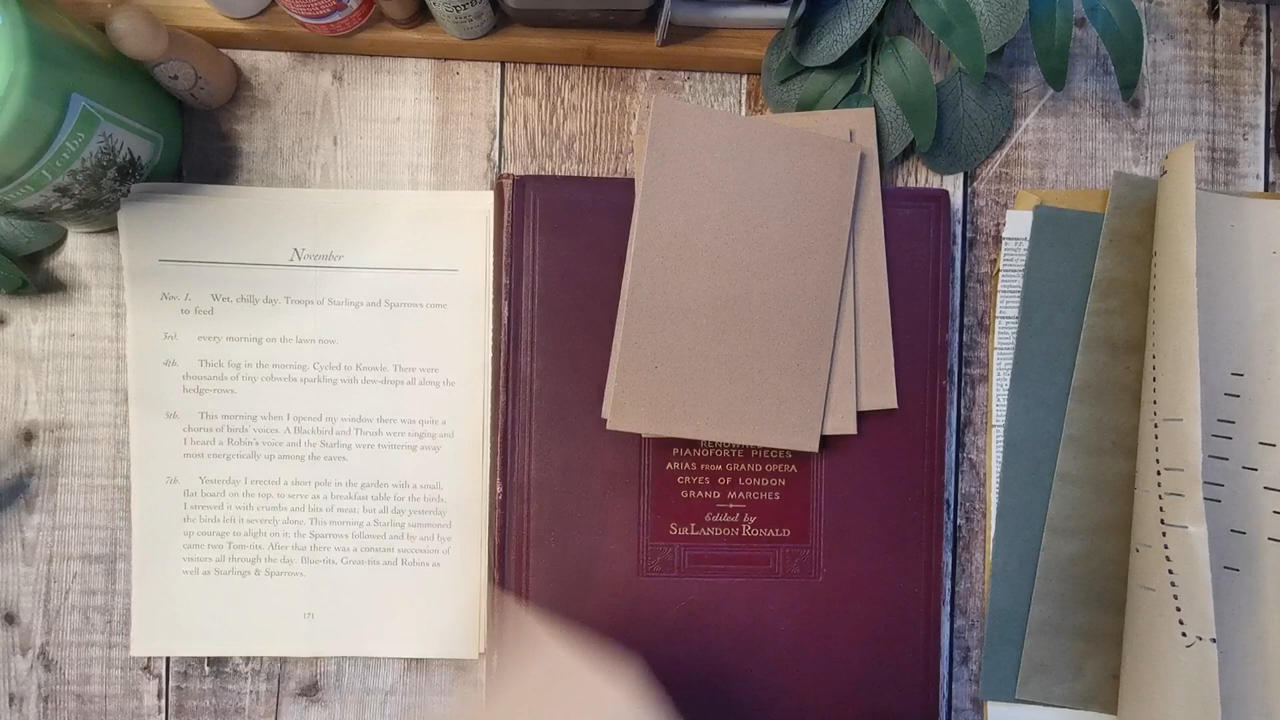 November
Nov. 1. Wet, chilly day. Troops of Starlings and Sparrows come
to feed
3rd. every morning on the lawn now.
4th. Thick fog in the morning. Cycled to Knowle. There were
thousands of tiny cobwebs sparkling with dew-drops all along the
hedge-rows.
5th. This morning when I opened my window there was quite a
chorus of birds' voices. A Blackbird and Thrush were singing and
I heard a Robin's voice and the Starling were twittering away
most energetically up among the eaves.
7th. Yesterday I erected a short pole in the garden with a small,
flat board on the top, to serve as a breakfast table for the birds.
I strewed it with crumbs and bits of meat; but all day yesterday
the birds left it severely alone. This morning a Starling summoned
up courage to alight on it; the Sparrows followed and by and bye
came two Tom-tits. After that there was a constant succession of
visitors all through the day. Blue-tits, Great-tits and Robins as
well as Starlings & Sparrows.
171
PIANOFORTE PIECES
ARIAS FROM GRAND OPERA
CRYES OF LONDON
GRAND MARCHES
Edited by
SIR LANDON RONALD